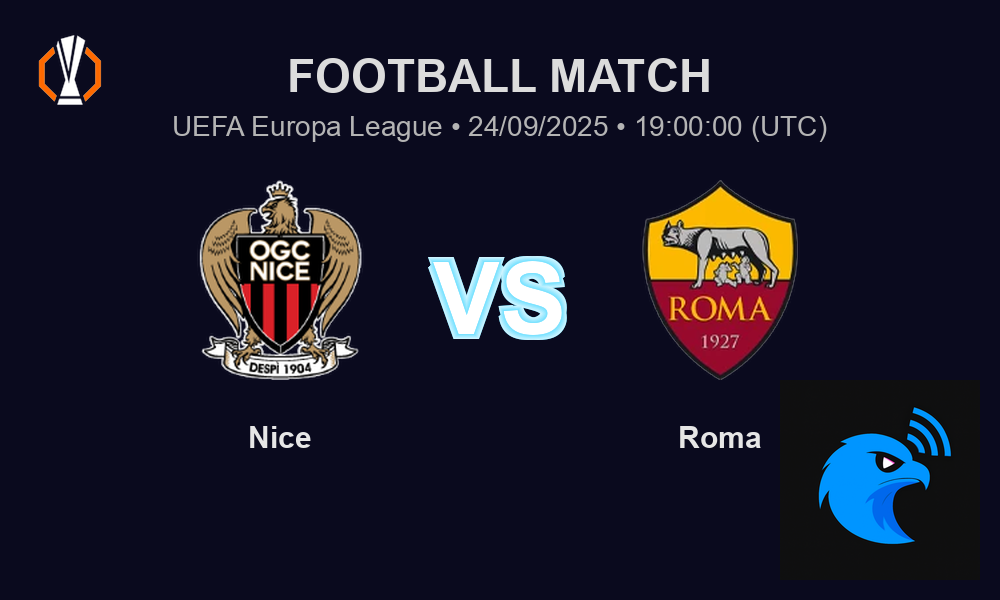 FOOTBALL MATCH
UEFA Europa League • 24/09/2025 • 19:00:00 (UTC)
OGC
NICE
DESPI 1904
VS
ROMA
1927
Nice
Roma